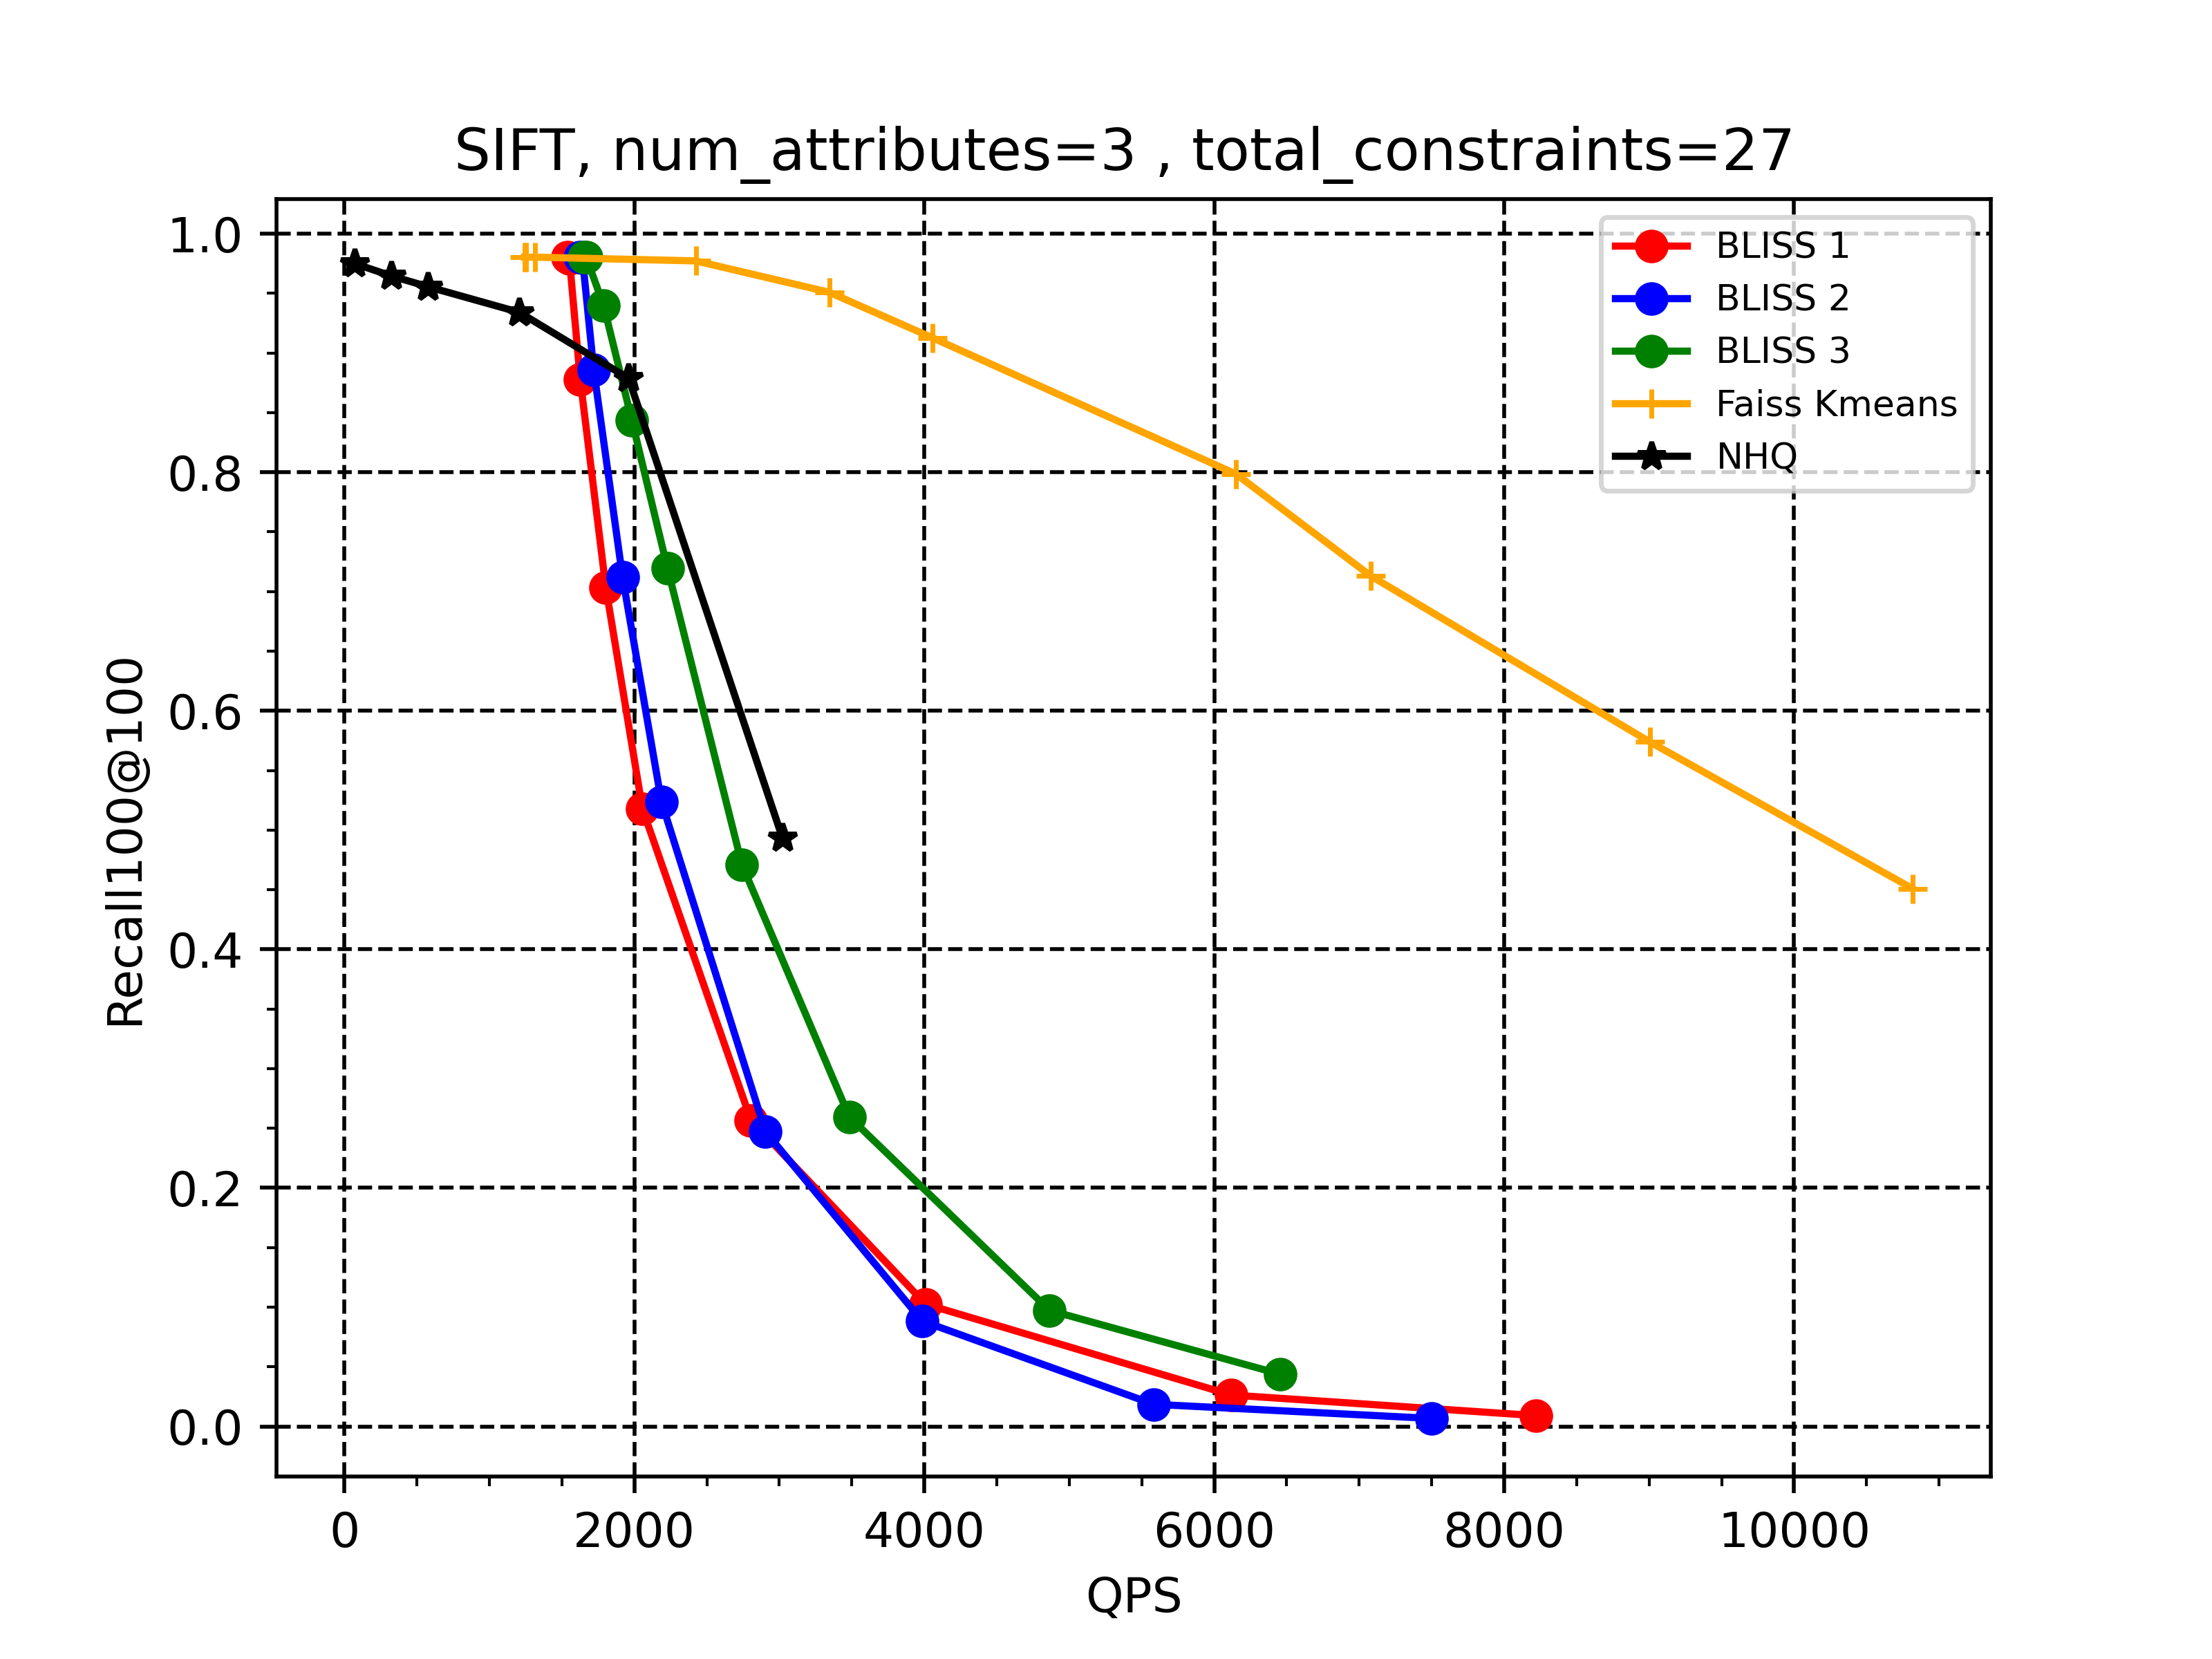 SIFT, num_attributes=3 , total_constraints=27
BLISS 1
BLISS 2
BLISS 3
Faiss Kmeans
NHQ
Recall100@100
1.0
0.8
0.6
0.4
0.2
0.0
0 2000 4000 6000 8000 10000
QPS